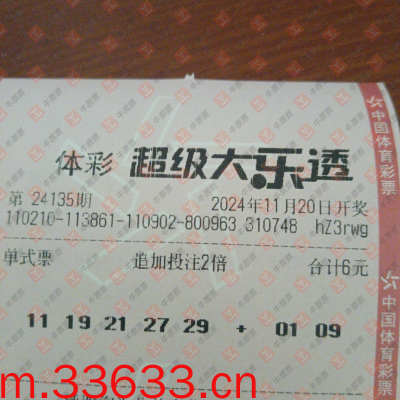 体彩 超级大乐透
第 24135期 2024年11月20日开奖
110210-113861-110902-800963 310748 hZ3rwg
单式票 追加投注2倍 合计6元
11 19 21 27 29 + 01 09
中国体育彩票
中国体育彩票
m.33633.cn